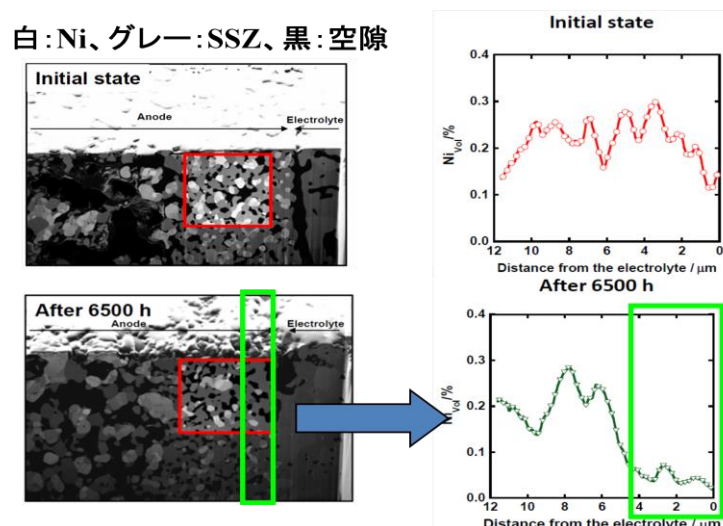 白：Ni、グレー：SSZ、黒：空隙
Initial state
Anode
Electrolyte
Initial state
NiVol/%
0.4
0.3
0.2
0.1
0.0
12 10 8 6 4 2 0
Distance from the electrolyte / μm
After 6500 h
Anode
Electrolyte
After 6500 h
NiVol/%
0.4
0.3
0.2
0.1
0.0
12 10 8 6 4 2 0
Distance from the electrolyte / μm